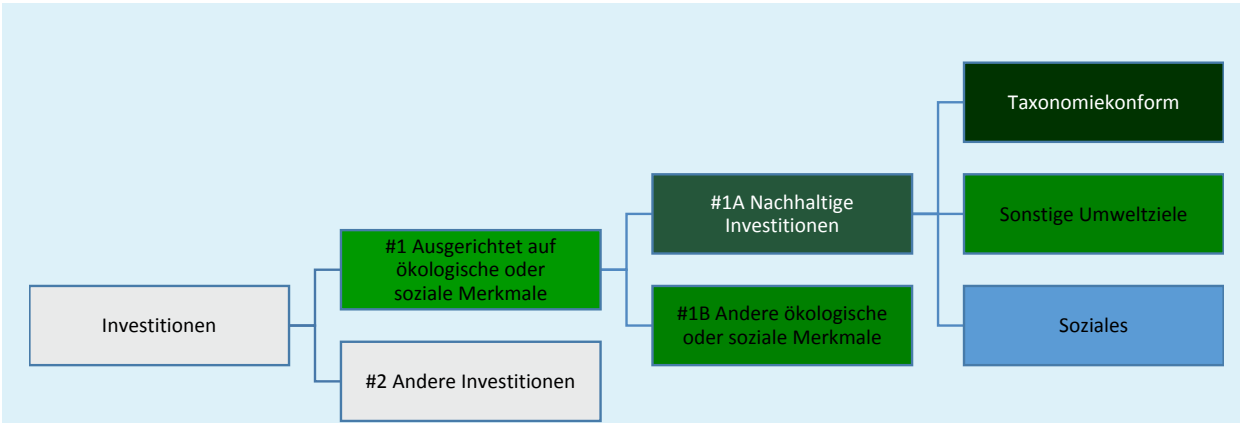 Investitionen
#1 Ausgerichtet auf
ökologische oder
soziale Merkmale
#2 Andere Investitionen
#1A Nachhaltige
Investitionen
#1B Andere ökologische
oder soziale Merkmale
Taxonomiekonform
Sonstige Umweltziele
Soziales